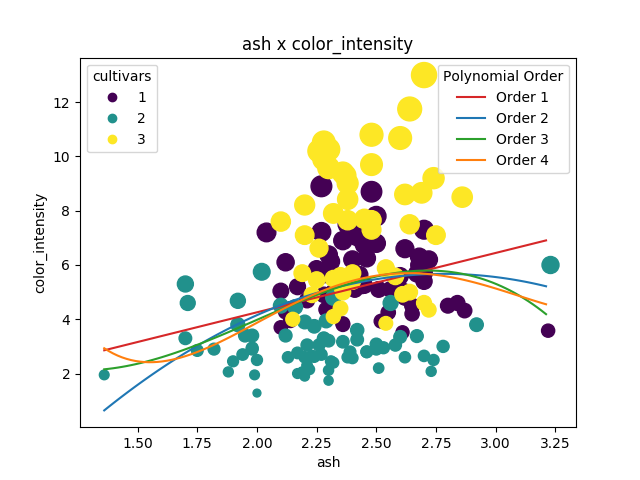 ash x color_intensity
cultivars
1
2
3
Polynomial Order
Order 1
Order 2
Order 3
Order 4
color_intensity
12
10
8
6
4
2
1.50 1.75 2.00 2.25 2.50 2.75 3.00 3.25
ash